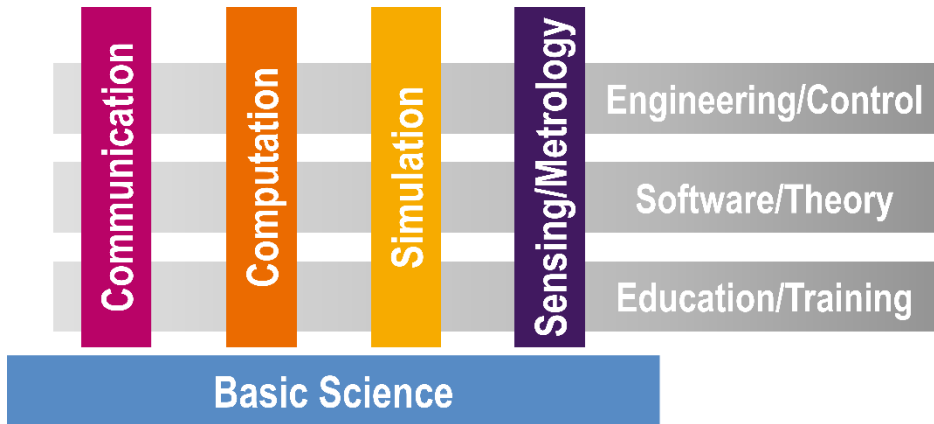 Communication
Computation
Simulation
Sensing/Metrology
Engineering/Control
Software/Theory
Education/Training
Basic Science